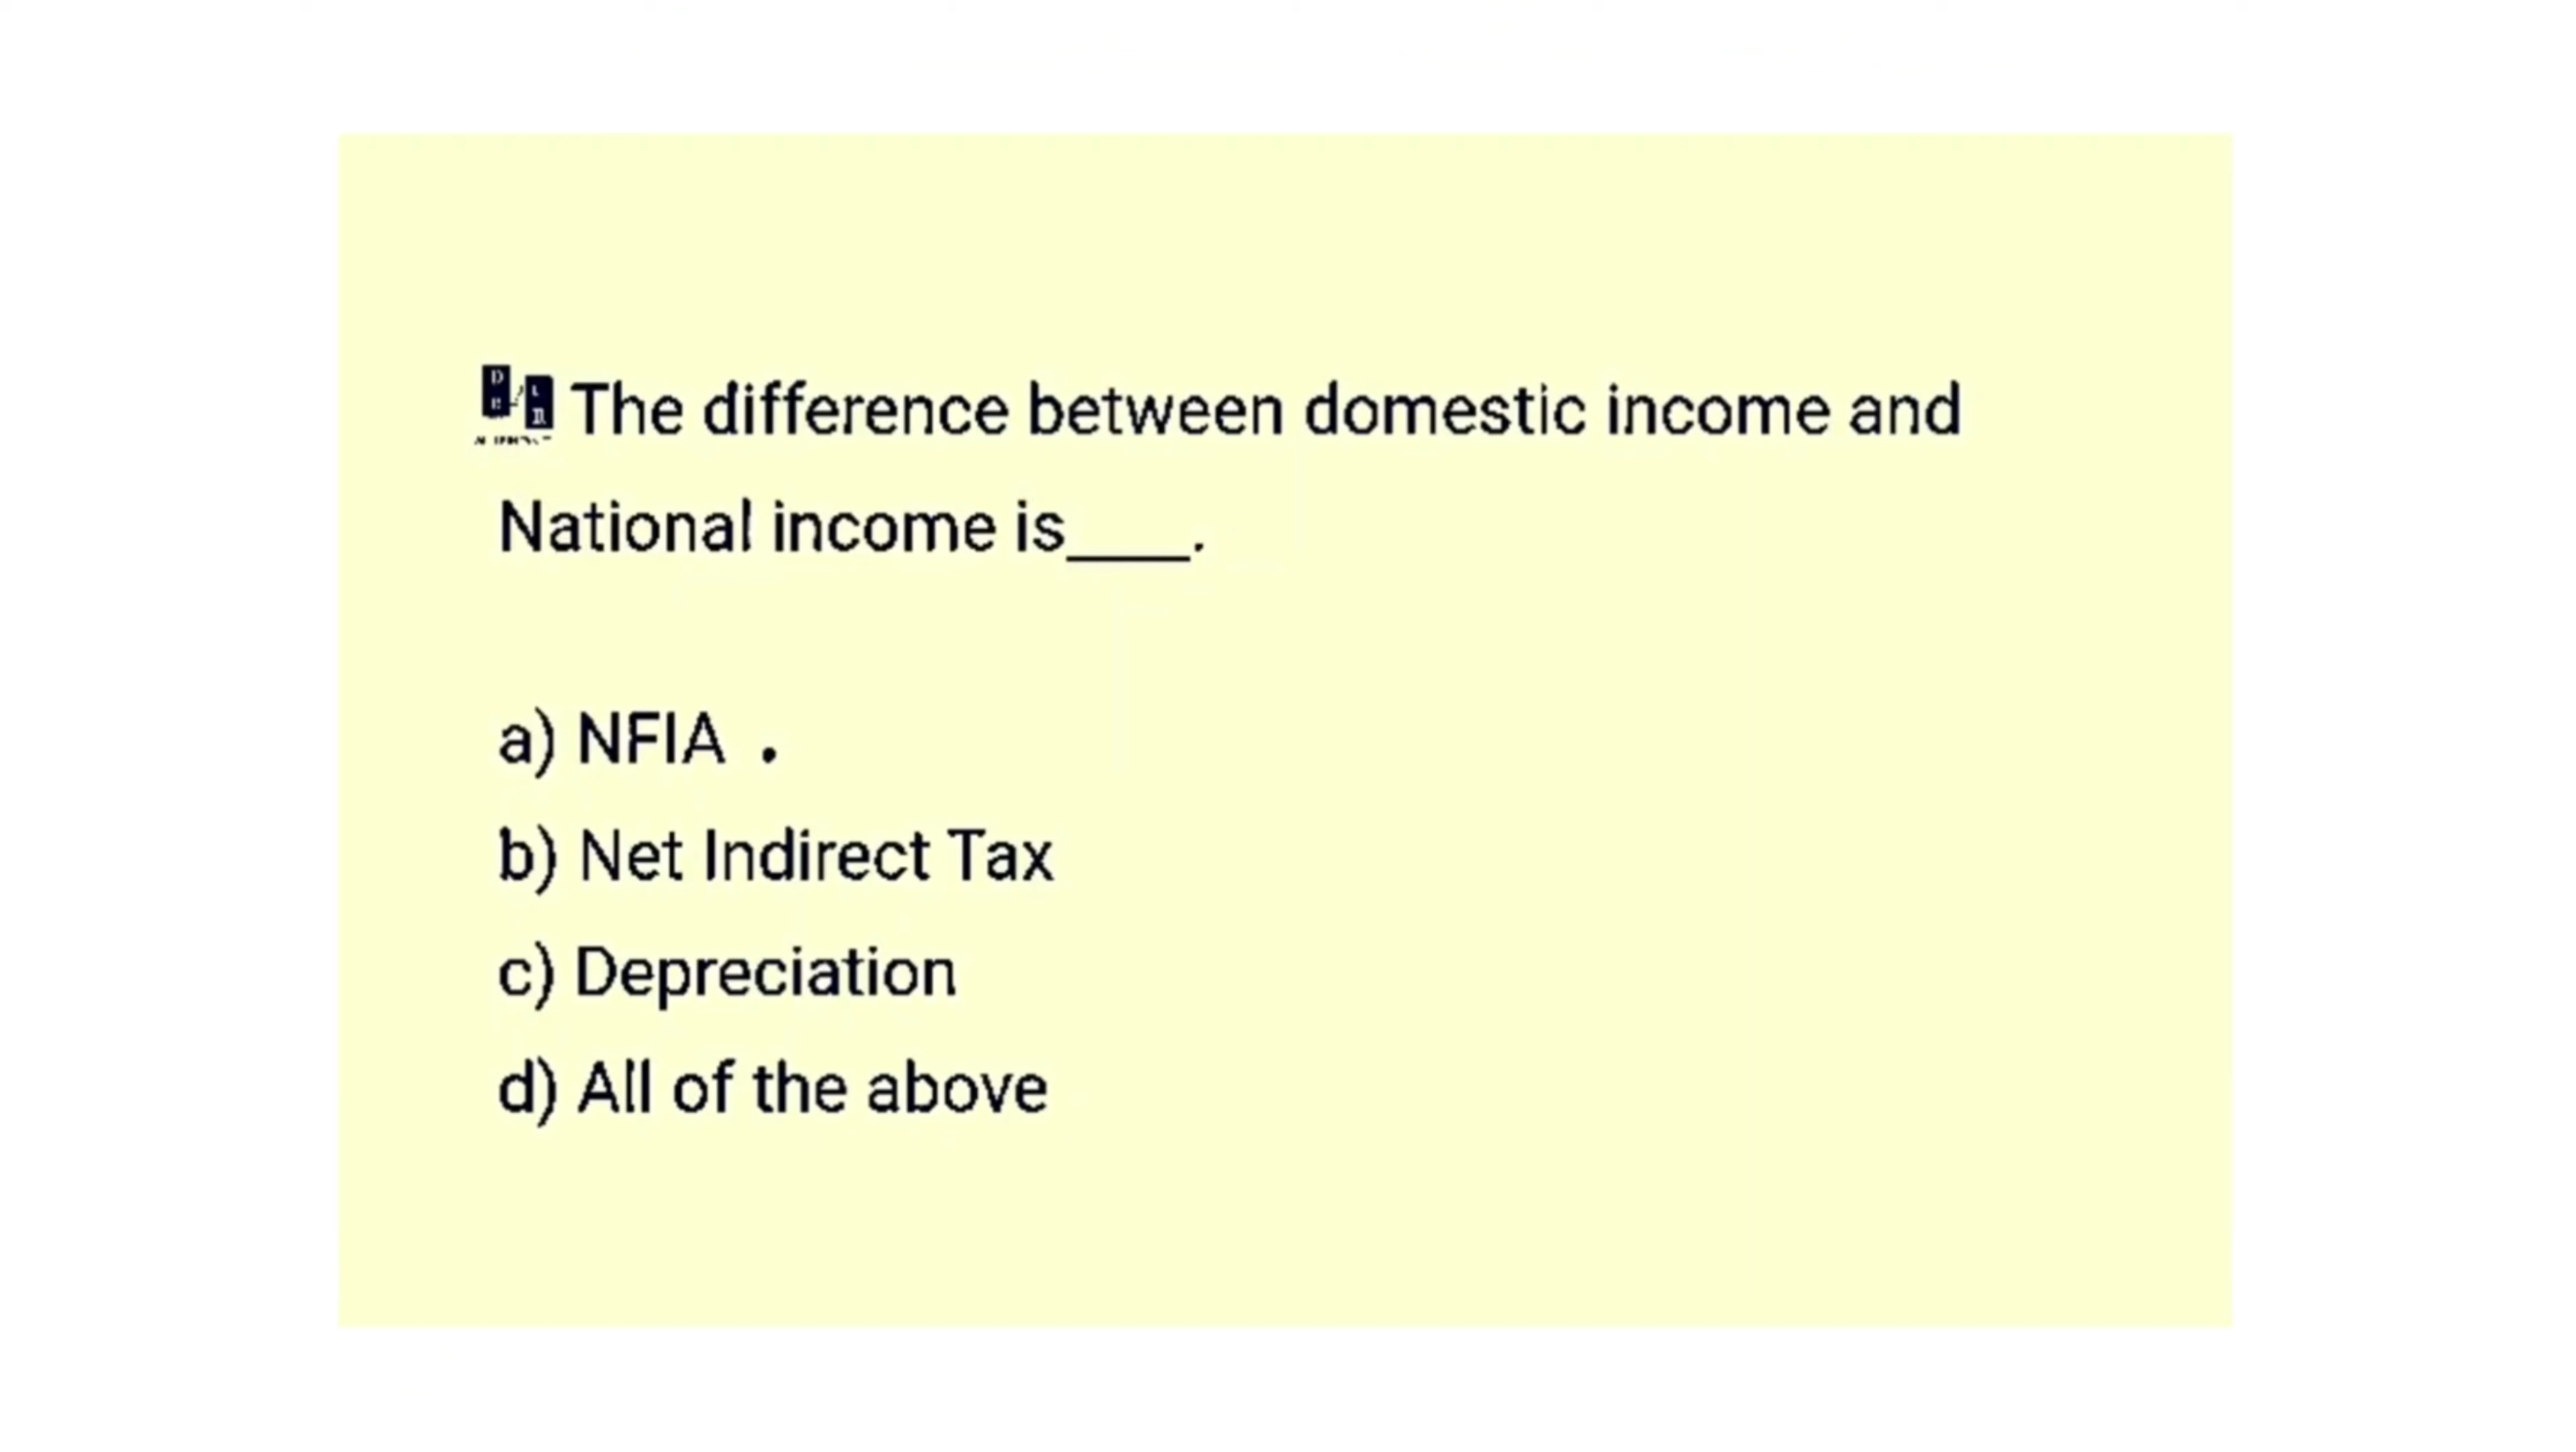 The difference between domestic income and
National income is____.
a) NFIA .
b) Net Indirect Tax
c) Depreciation
d) All of the above